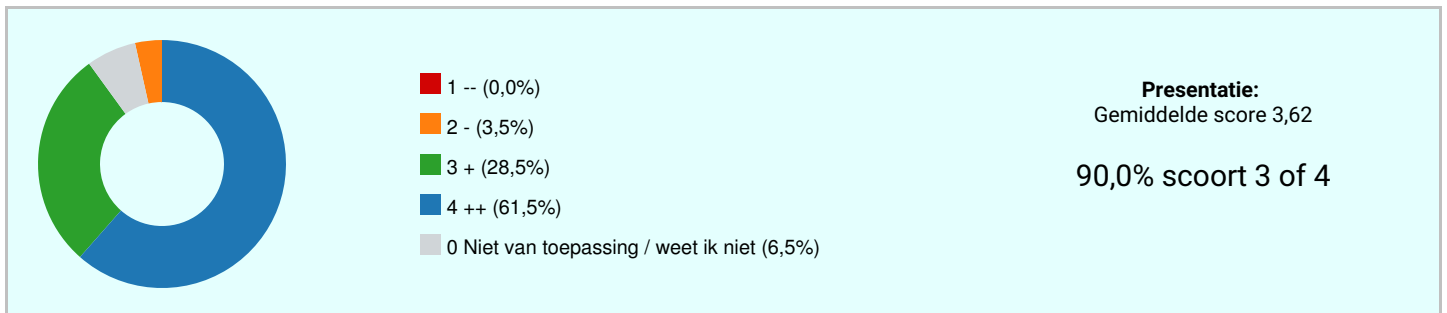 1 -- (0,0%)
2 - (3,5%)
3 + (28,5%)
4 ++ (61,5%)
0 Niet van toepassing / weet ik niet (6,5%)
Presentatie:
Gemiddelde score 3,62
90,0% scoort 3 of 4